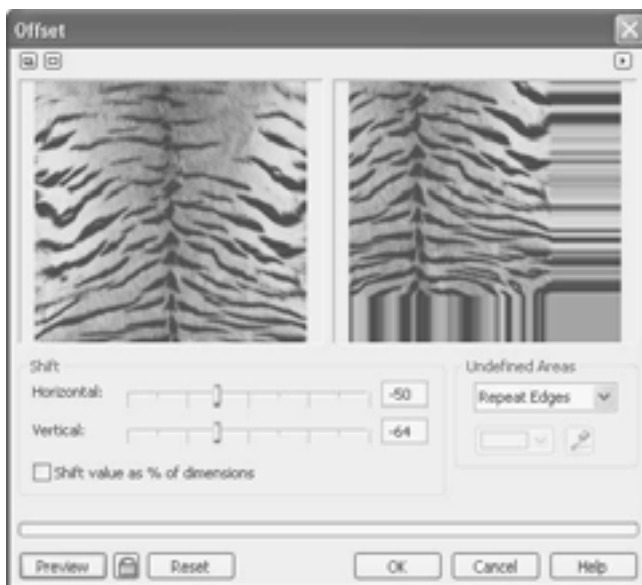 Offset
Shift
Horizontal:
-50
Vertical:
-64
Shift value as % of dimensions
Undefined Areas
Repeat Edges
Preview
Reset
OK
Cancel
Help